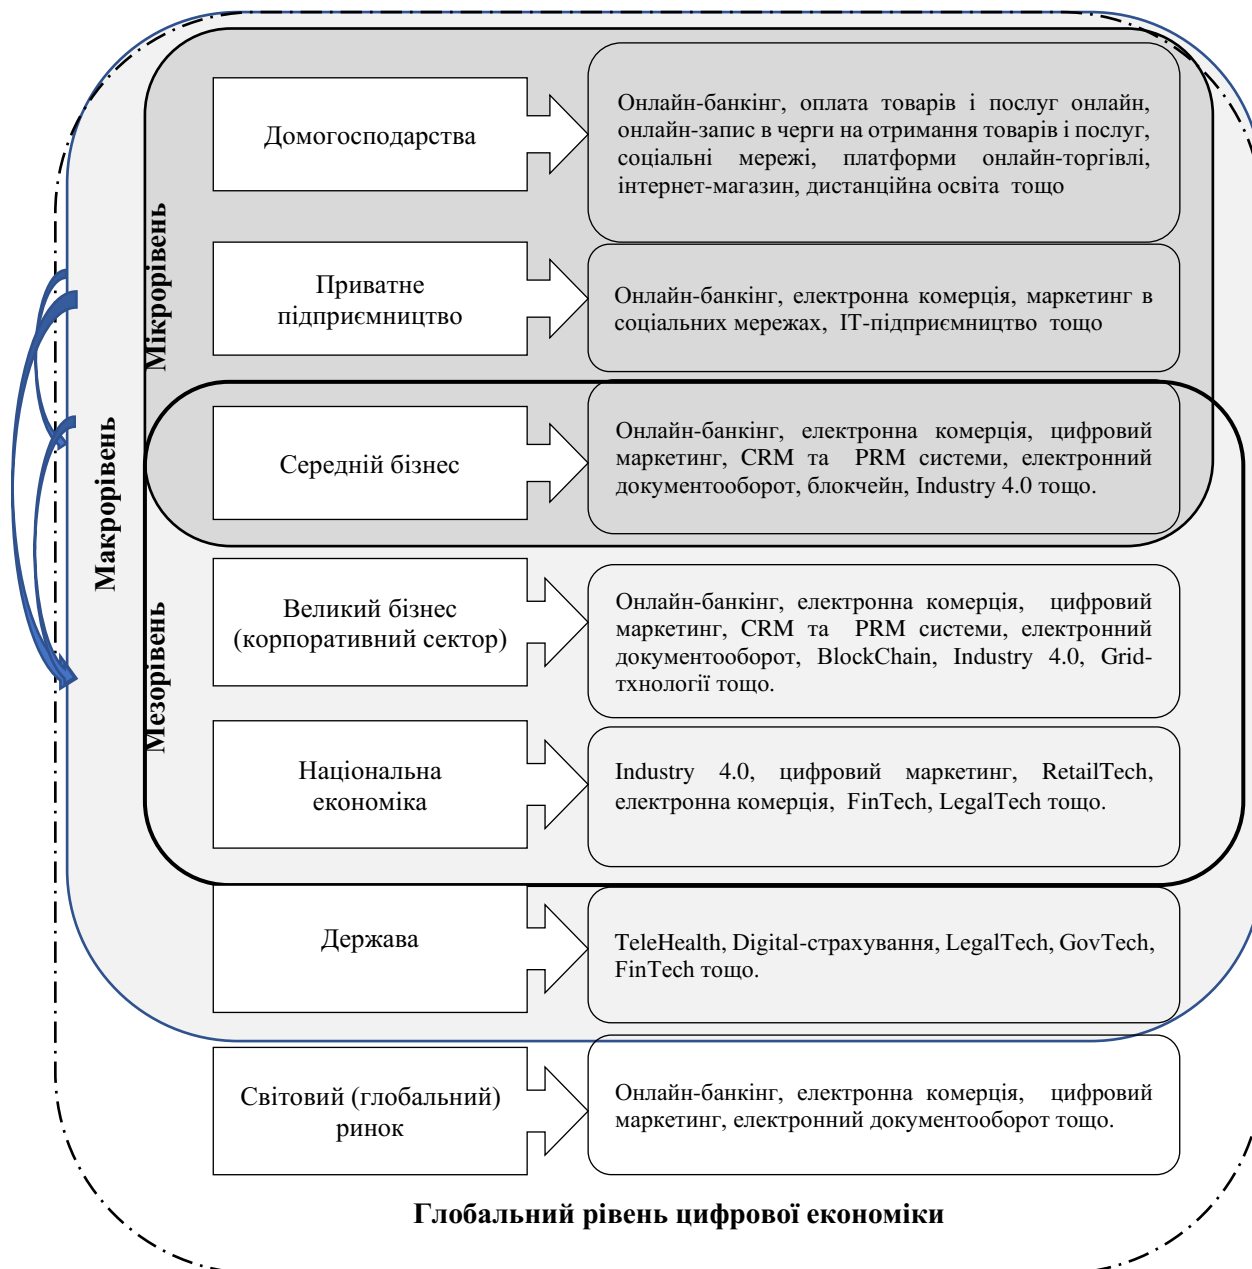 Домогосподарства
Онлайн-банкінг, оплата товарів і послуг онлайн,
онлайн-запис в черги на отримання товарів і послуг,
соціальні мережі, платформи онлайн-торгівлі,
інтернет-магазин, дистанційна освіта тощо
Мікрорівень
Приватне
підприємництво
Онлайн-банкінг, електронна комерція, маркетинг в
соціальних мережах, ІТ-підприємництво тощо
Макрорівень
Середній бізнес
Онлайн-банкінг, електронна комерція, цифровий
маркетинг, CRM та PRM системи, електронний
документооборот, блокчейн, Industry 4.0 тощо.
Мезорівень
Великий бізнес
(корпоративний сектор)
Онлайн-банкінг, електронна комерція, цифровий
маркетинг, CRM та PRM системи, електронний
документооборот, BlockChain, Industry 4.0, Grid-
тхнології тощо.
Національна
економіка
Industry 4.0, цифровий маркетинг, RetailTech,
електронна комерція, FinTech, LegalTech тощо.
Держава
TeleHealth, Digital-страхування, LegalTech, GovTech,
FinTech тощо.
Світовий (глобальний)
ринок
Онлайн-банкінг, електронна комерція, цифровий
маркетинг, електронний документооборот тощо.
Глобальний рівень цифрової економіки